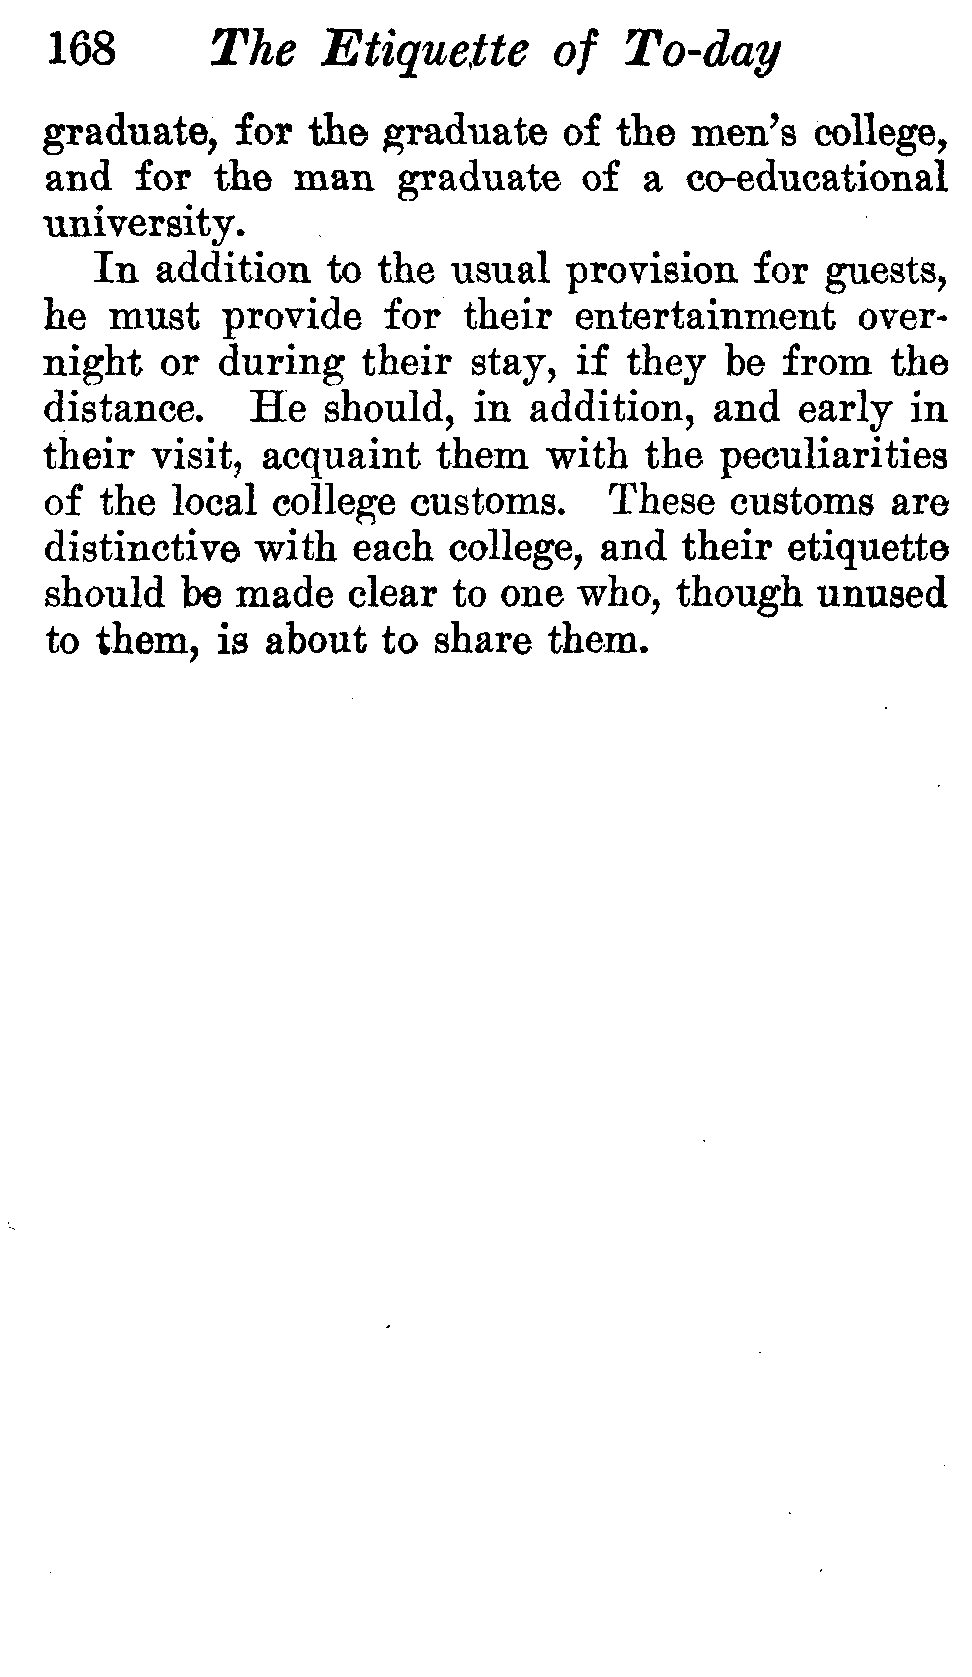 168 The Etiquette of To-day
graduate, for the graduate of the men's college,
and for the man graduate of a co-educational
university.
In addition to the usual provision for guests,
he must provide for their entertainment over-
night or during their stay, if they be from the
distance. He should, in addition, and early in
their visit, acquaint them with the peculiarities
of the local college customs. These customs are
distinctive with each college, and their etiquette
should be made clear to one who, though unused
to them, is about to share them.